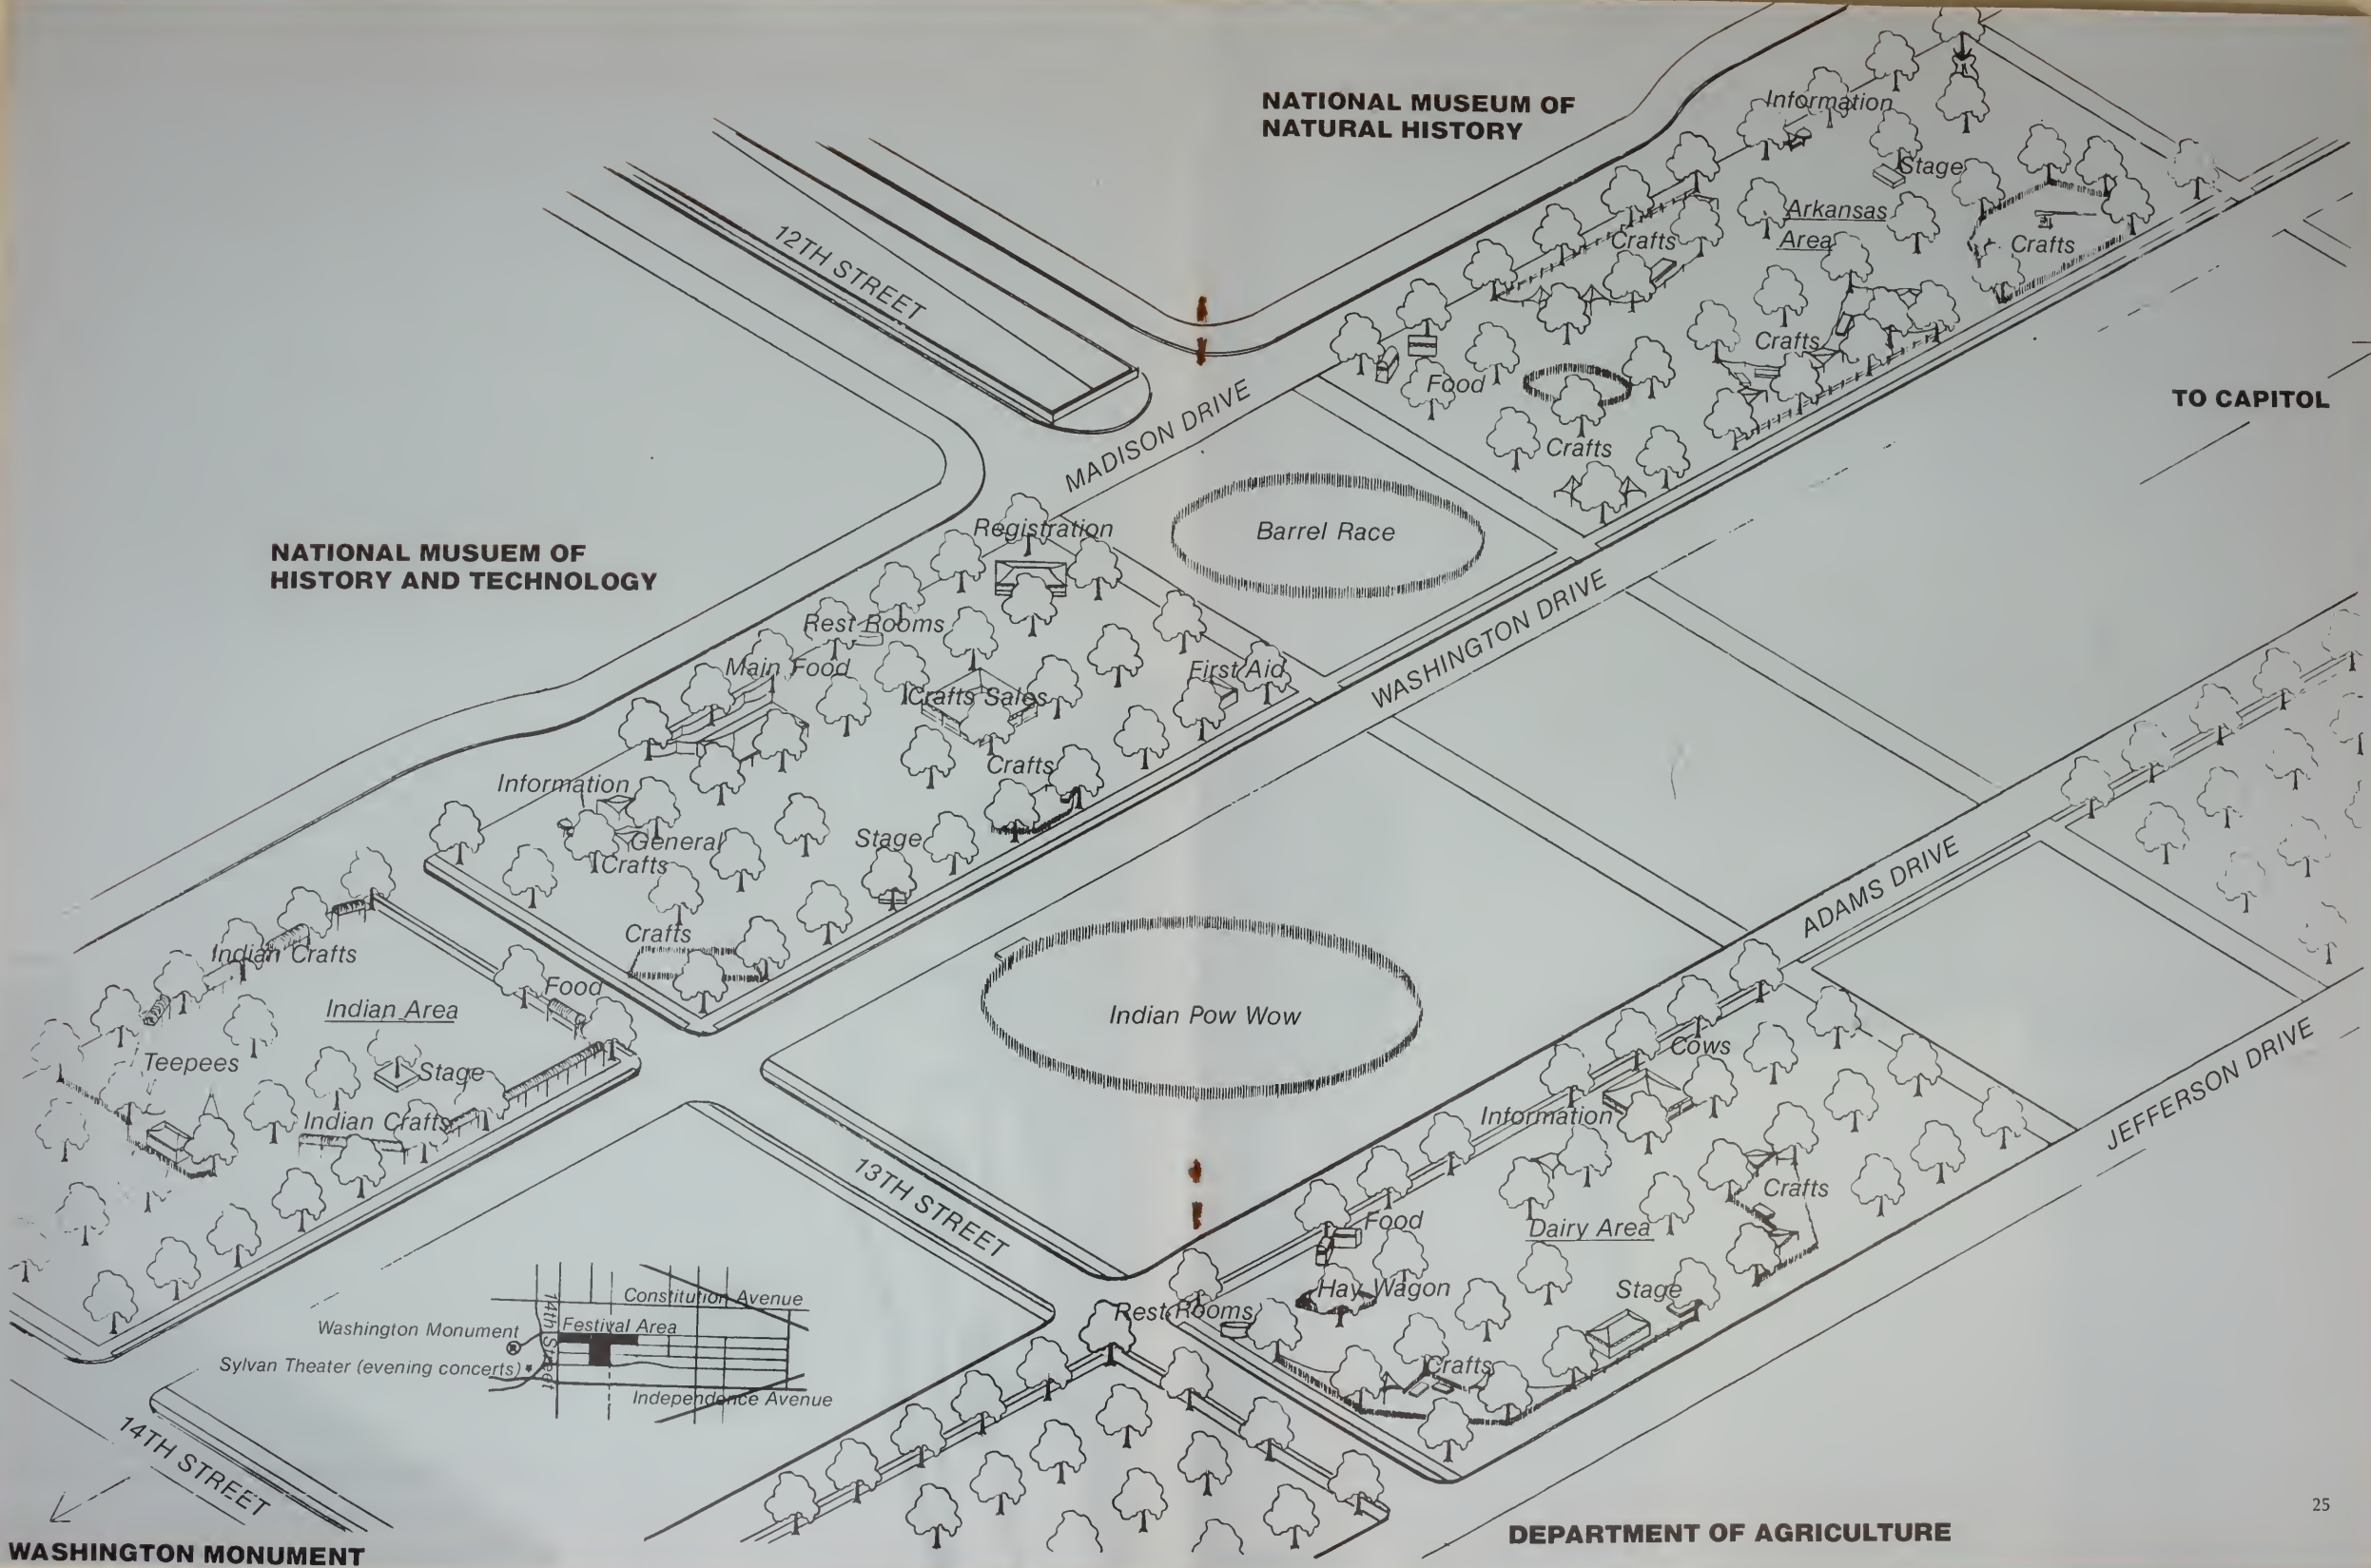 NATIONAL MUSEUM OF
NATURAL HISTORY
Information
Stage
Arkansas
Area
Crafts
Crafts
12TH STREET
Crafts
TO CAPITOL
Food
MADISON DRIVE
Crafts
Barrel Race
Registration
NATIONAL MUSUEM OF
HISTORY AND TECHNOLOGY
WASHINGTON DRIVE
Rest Rooms
Main Food
First Aid
Crafts Sales
Crafts
Information
General
Crafts
Stage
ADAMS DRIVE
Crafts
Indian Crafts
Food
Indian Area
Indian Pow Wow
Teepees
Stage
Cows
JEFFERSON DRIVE
Indian Crafts
Information
13TH STREET
Crafts
Food
Dairy Area
Hay Wagon
Stage
Rest Rooms
Crafts
Constitution Avenue
14th Street
Festival Area
Washington Monument
Sylvan Theater (evening concerts)
Independence Avenue
14TH STREET
WASHINGTON MONUMENT
DEPARTMENT OF AGRICULTURE
25